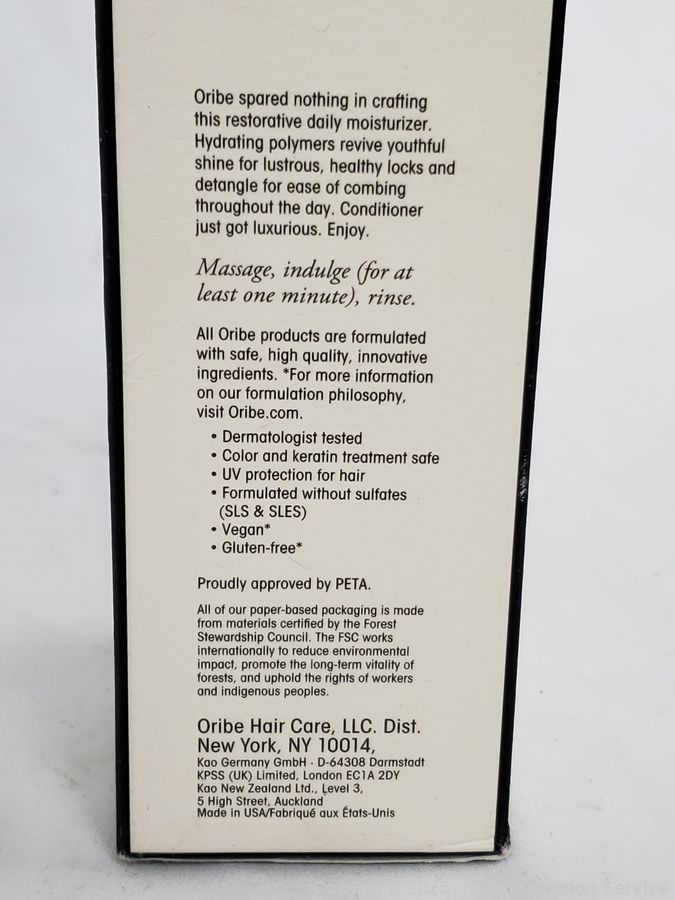 Oribe spared nothing in crafting
this restorative daily moisturizer.
Hydrating polymers revive youthful
shine for lustrous, healthy locks and
detangle for ease of combing
throughout the day. Conditioner
just got luxurious. Enjoy.
Massage, indulge (for at
least one minute), rinse.
All Oribe products are formulated
with safe, high quality, innovative
ingredients. *For more information
on our formulation philosophy,
visit Oribe.com.
• Dermatologist tested
• Color and keratin treatment safe
• UV protection for hair
• Formulated without sulfates
(SLS & SLES)
• Vegan*
• Gluten-free*
Proudly approved by PETA.
All of our paper-based packaging is made
from materials certified by the Forest
Stewardship Council. The FSC works
internationally to reduce environmental
impact, promote the long-term vitality of
forests, and uphold the rights of workers
and indigenous peoples.
Oribe Hair Care, LLC. Dist.
New York, NY 10014,
Kao Germany GmbH · D-64308 Darmstadt
KPSS (UK) Limited, London EC1A 2DY
Kao New Zealand Ltd., Level 3,
5 High Street, Auckland
Made in USA/Fabriqué aux États-Unis